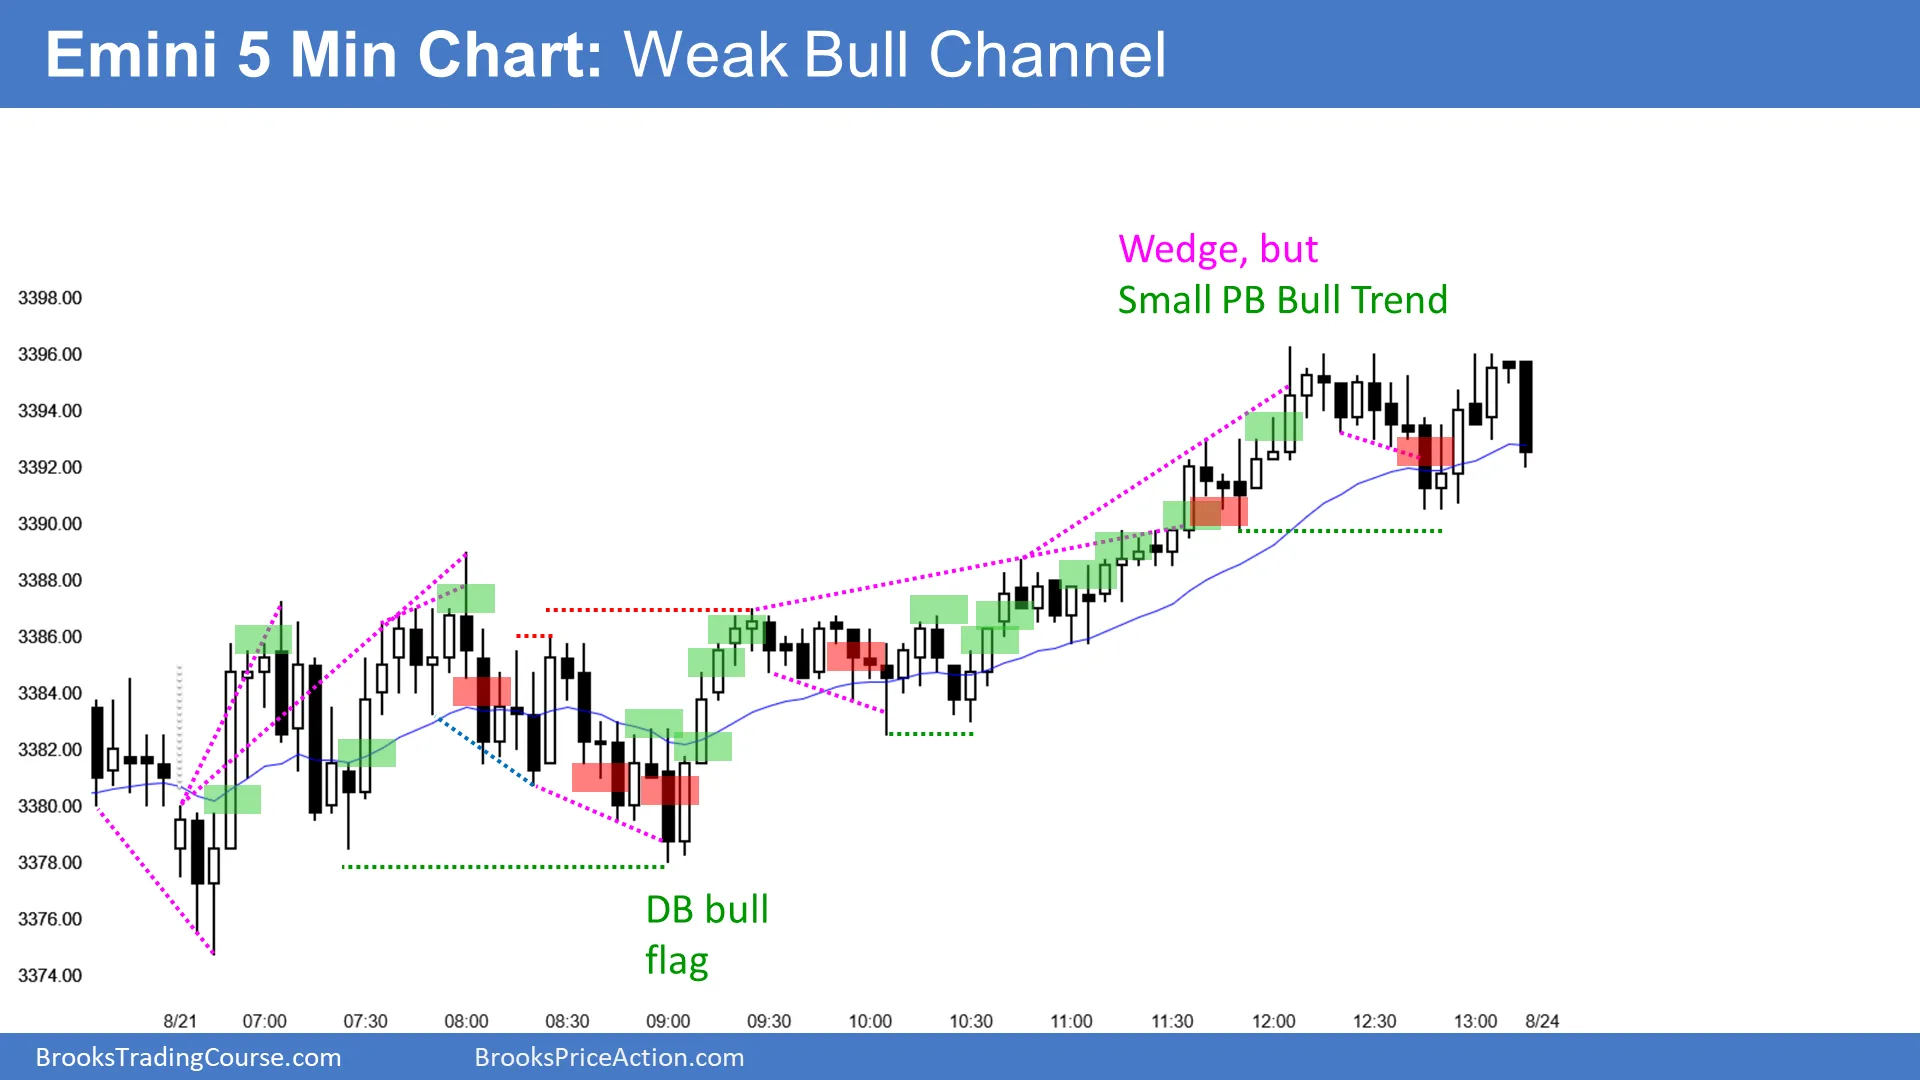 Emini 5 Min Chart: Weak Bull Channel
Wedge, but
Small PB Bull Trend
3398.00
3396.00
3394.00
3392.00
3390.00
3388.00
3386.00
3384.00
3382.00
3380.00
3378.00
3376.00
3374.00
DB bull
flag
8/21 07:00 07:30 08:00 08:30 09:00 09:30 10:00 10:30 11:00 11:30 12:00 12:30 13:00 8/24
BrooksTradingCourse.com BrooksPriceAction.com